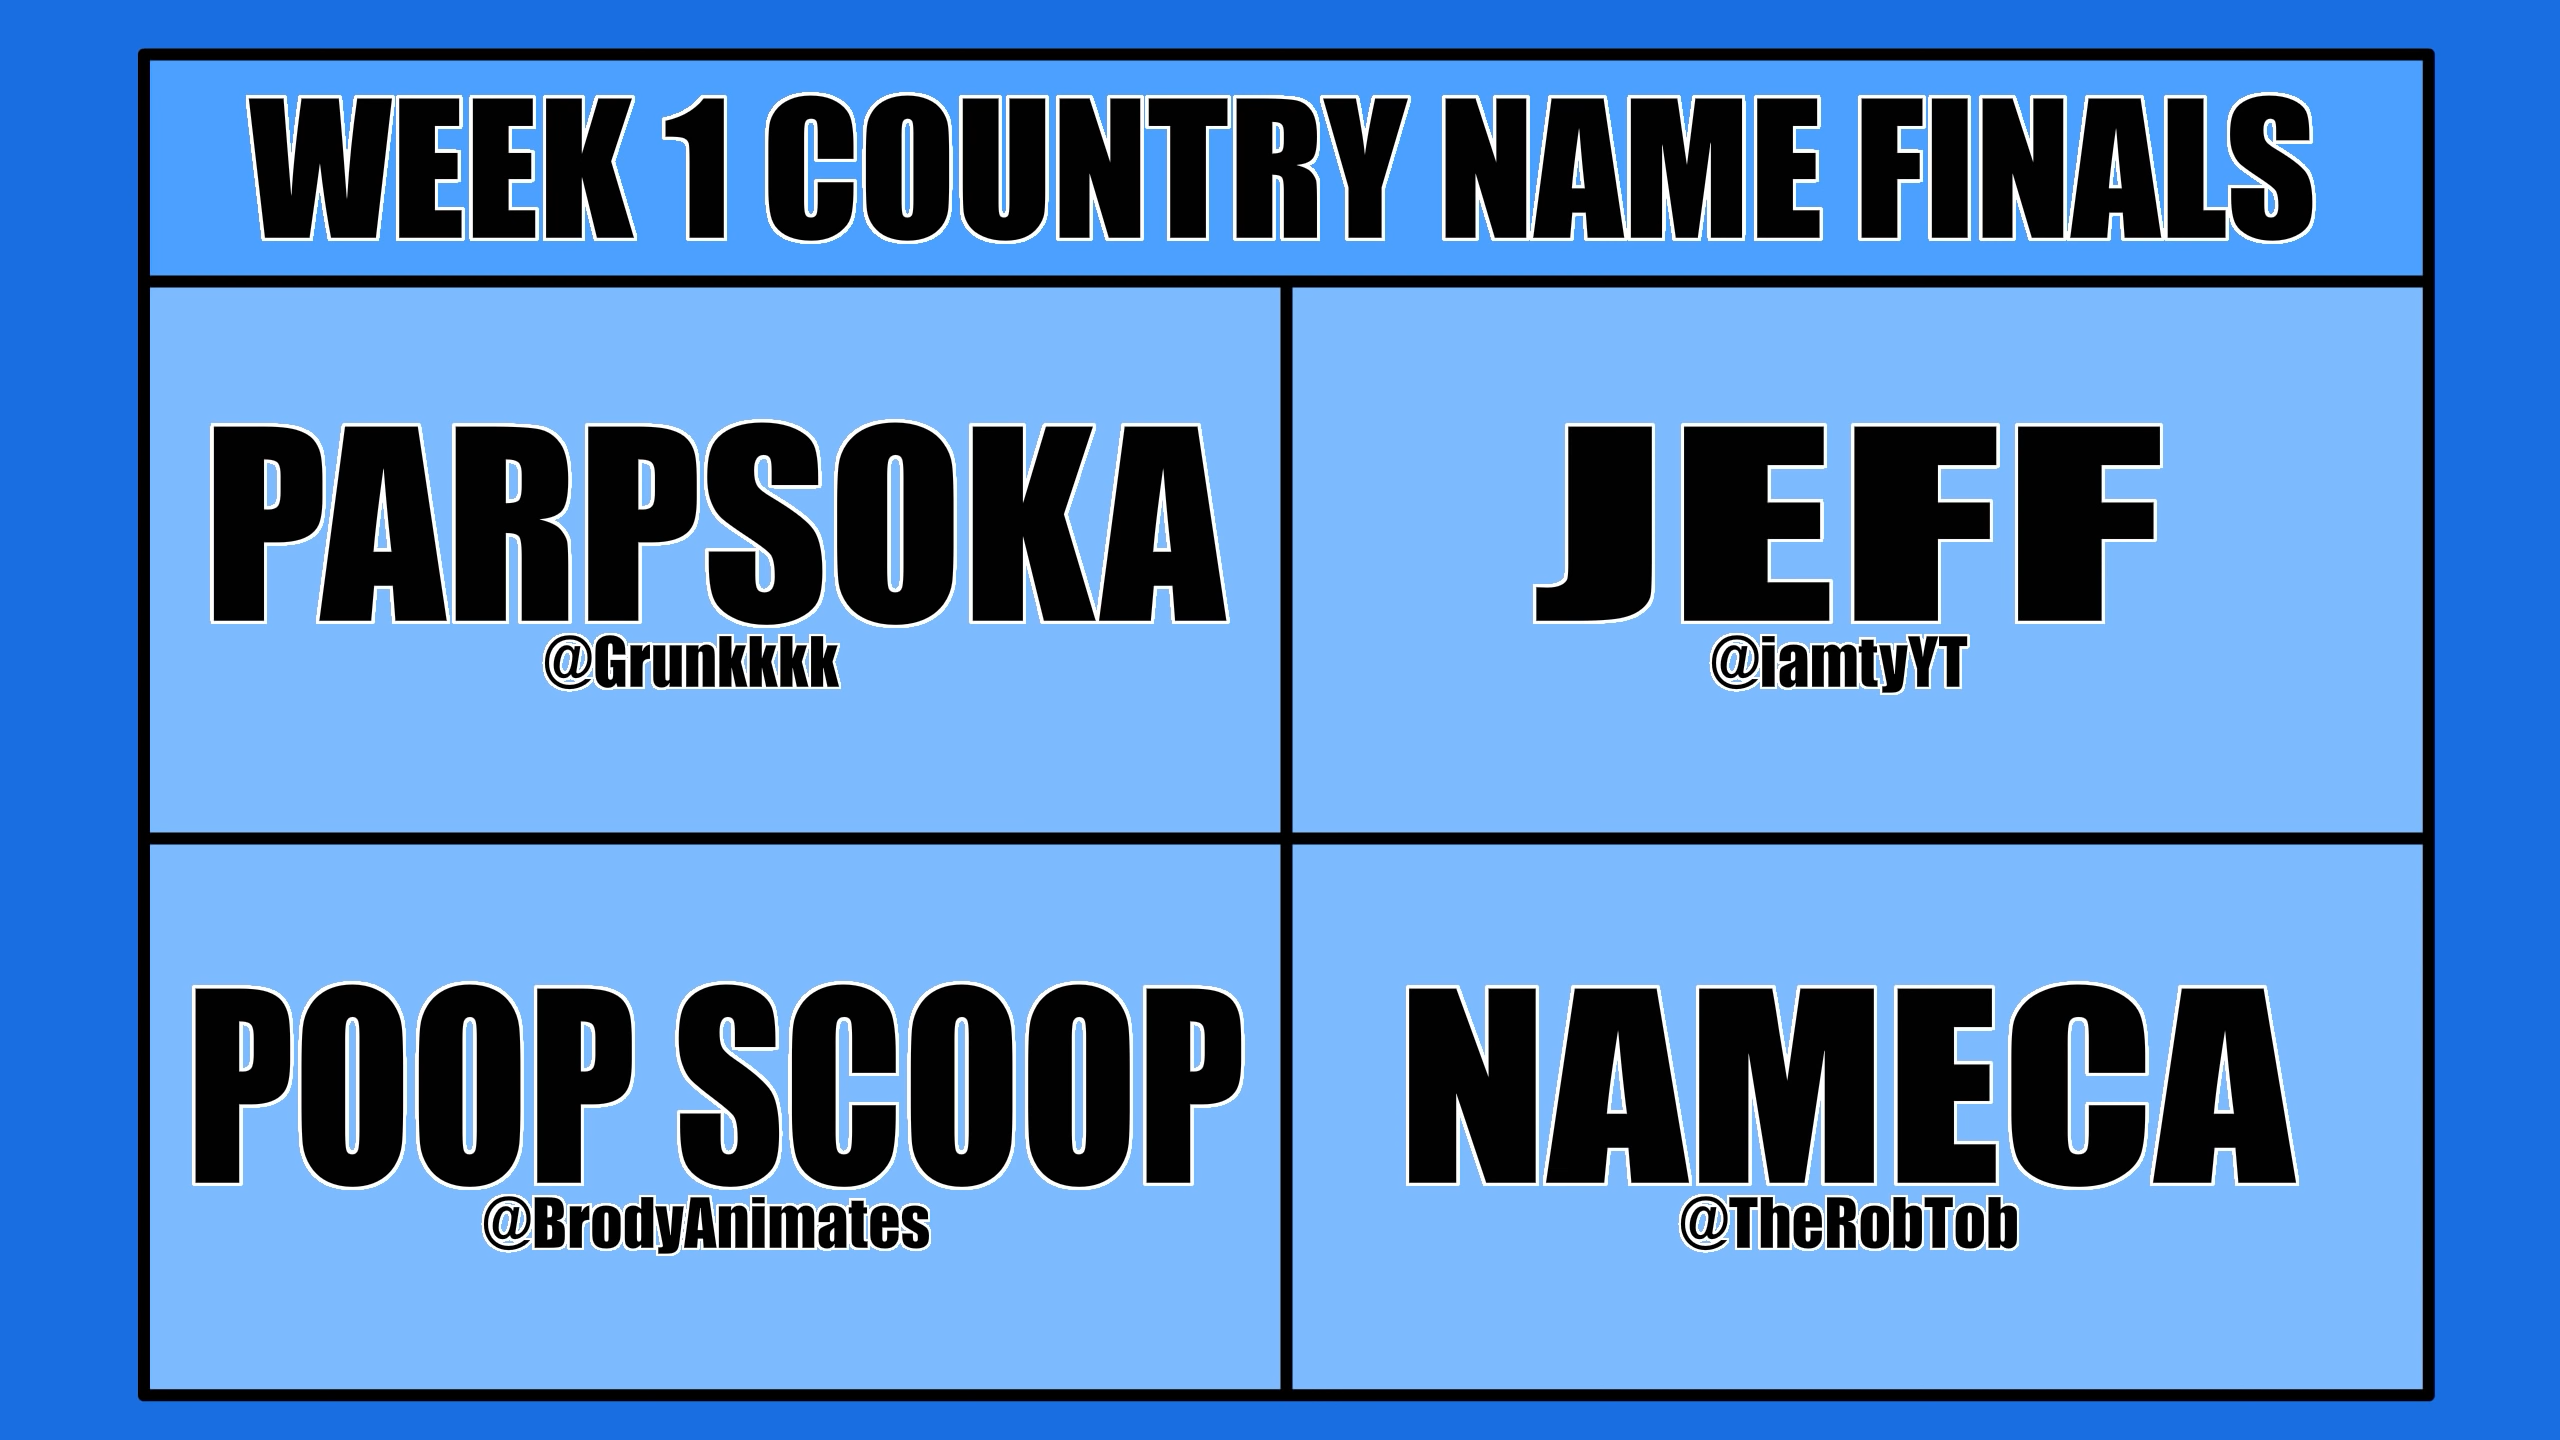 WEEK 1 COUNTRY NAME FINALS
PARPSOKA
@Grunkkkk
JEFF
@iamtyYT
POOP SCOOP
@BrodyAnimates
NAMECA
@TheRobTob